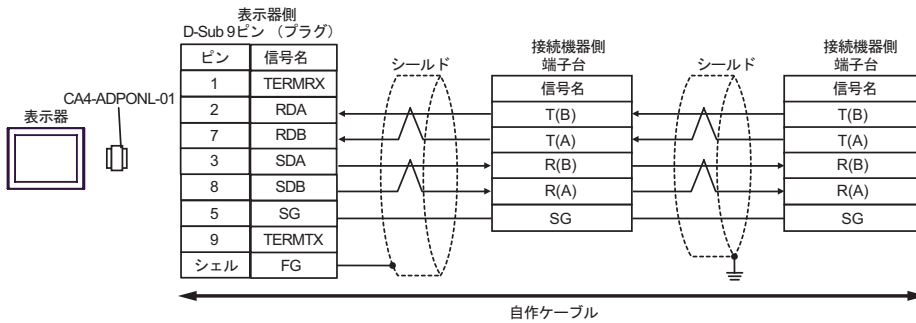 表示器側
D-Sub 9ピン （プラグ）
ピン 信号名
1 TERMRX
2 RDA
7 RDB
3 SDA
8 SDB
5 SG
9 TERMTX
シェル FG
CA4-ADPONL-01
表示器
シールド
接続機器側
端子台
信号名
T(B)
T(A)
R(B)
R(A)
SG
シールド
接続機器側
端子台
信号名
T(B)
T(A)
R(B)
R(A)
SG
自作ケーブル